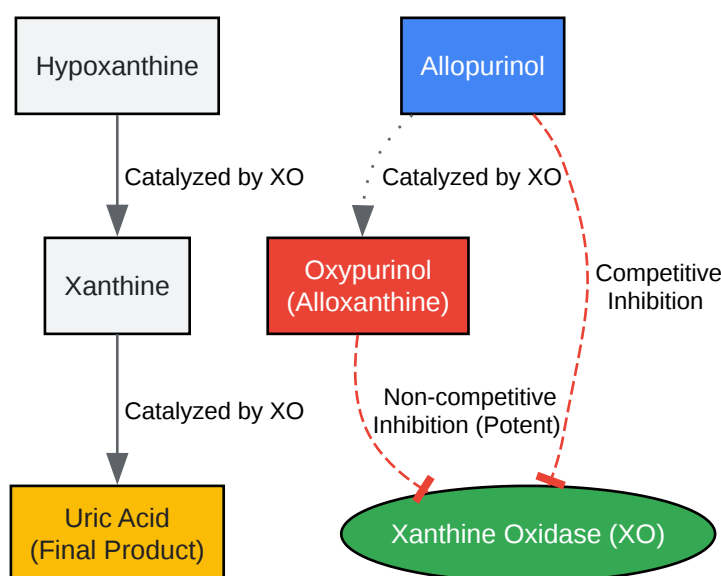 Hypoxanthine
Allopurinol
Catalyzed by XO
Catalyzed by XO
Xanthine
Oxypurinol
(Alloxanthine)
Competitive
Inhibition
Catalyzed by XO
Non-competitive
Inhibition (Potent)
Uric Acid
(Final Product)
Xanthine Oxidase (XO)